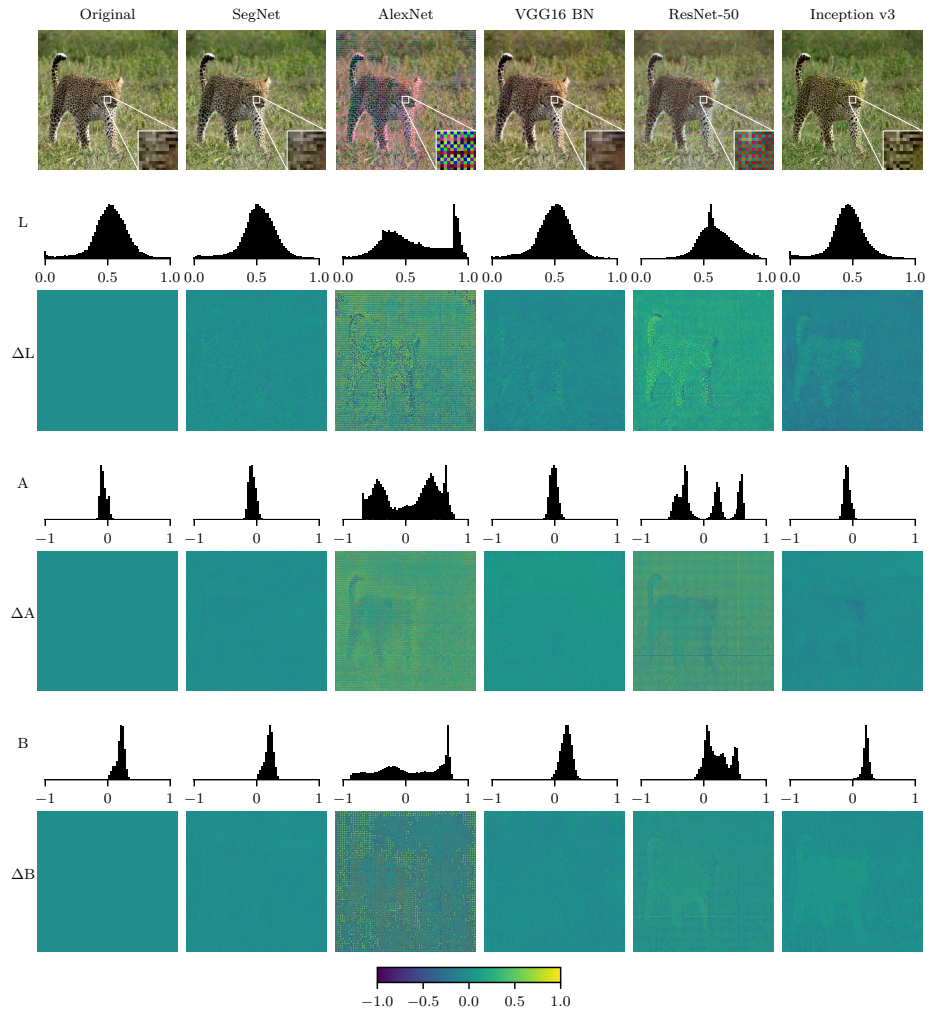 Original SegNet AlexNet VGG16 BN ResNet-50 Inception v3
L
0.0 0.5 1.0 0.0 0.5 1.0 0.0 0.5 1.0 0.0 0.5 1.0 0.0 0.5 1.0 0.0 0.5 1.0
ΔL
A
−1 0 1 −1 0 1 −1 0 1 −1 0 1 −1 0 1 −1 0 1
ΔA
B
−1 0 1 −1 0 1 −1 0 1 −1 0 1 −1 0 1 −1 0 1
ΔB
−1.0 −0.5 0.0 0.5 1.0